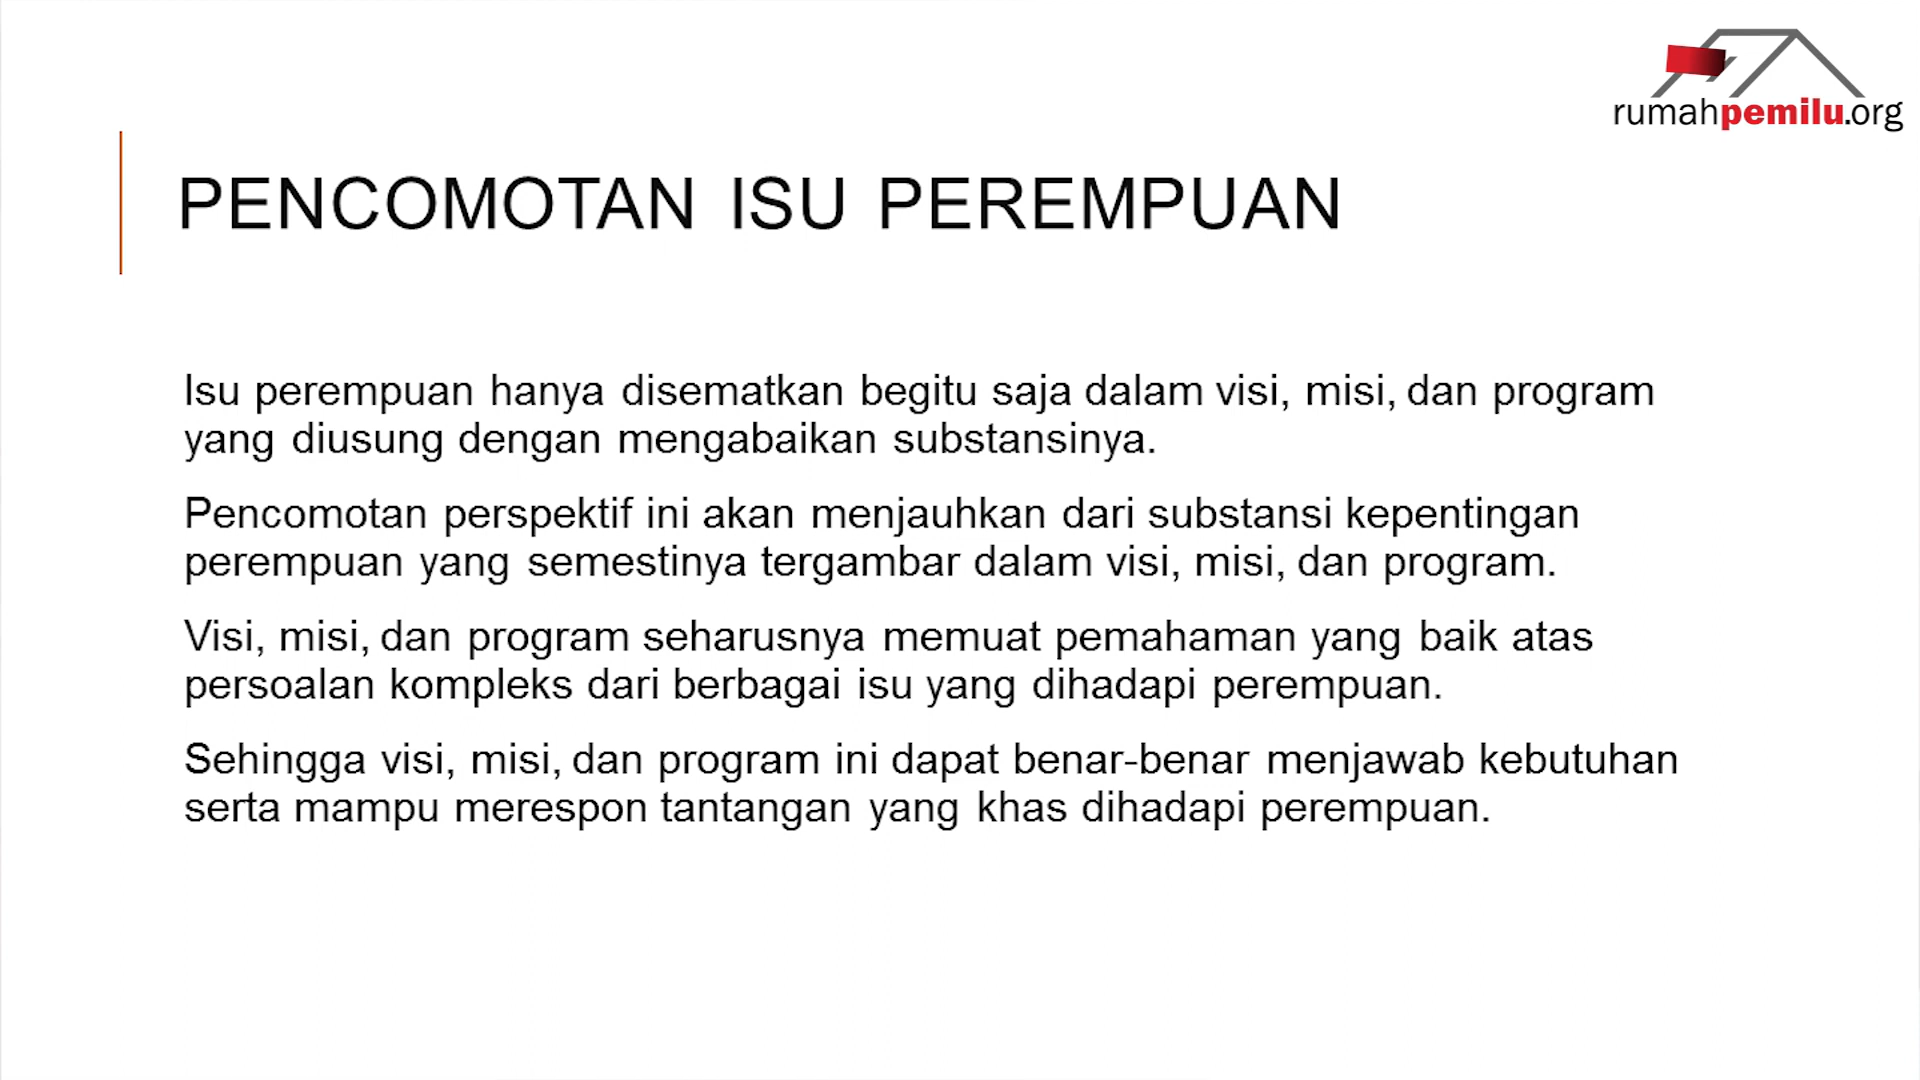 rumahpemilu.org
PENCOMOTAN ISU PEREMPUAN
Isu perempuan hanya disematkan begitu saja dalam visi, misi, dan program
yang diusung dengan mengabaikan substansinya.
Pencomotan perspektif ini akan menjauhkan dari substansi kepentingan
perempuan yang semestinya tergambar dalam visi, misi, dan program.
Visi, misi, dan program seharusnya memuat pemahaman yang baik atas
persoalan kompleks dari berbagai isu yang dihadapi perempuan.
Sehingga visi, misi, dan program ini dapat benar-benar menjawab kebutuhan
serta mampu merespon tantangan yang khas dihadapi perempuan.